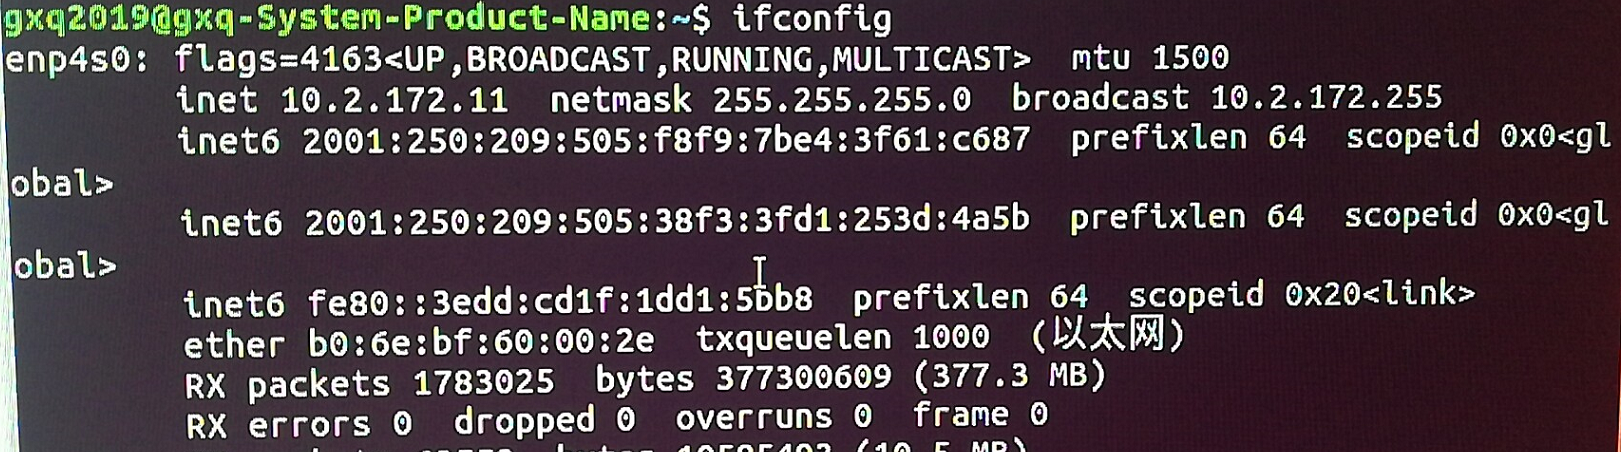 gxq2019@gxq-System-Product-Name:~$ ifconfig
enp4s0: flags=4163<UP,BROADCAST,RUNNING,MULTICAST>  mtu 1500
inet 10.2.172.11  netmask 255.255.255.0  broadcast 10.2.172.255
inet6 2001:250:209:505:f8f9:7be4:3f61:c687  prefixlen 64  scopeid 0x0<gl
obal>
inet6 2001:250:209:505:38f3:3fd1:253d:4a5b  prefixlen 64  scopeid 0x0<gl
obal>
inet6 fe80::3edd:cd1f:1dd1:5bb8  prefixlen 64  scopeid 0x20<link>
ether b0:6e:bf:60:00:2e  txqueuelen 1000  (以太网)
RX packets 1783025  bytes 377300609 (377.3 MB)
RX errors 0  dropped 0  overruns 0  frame 0
(10.5 MB)